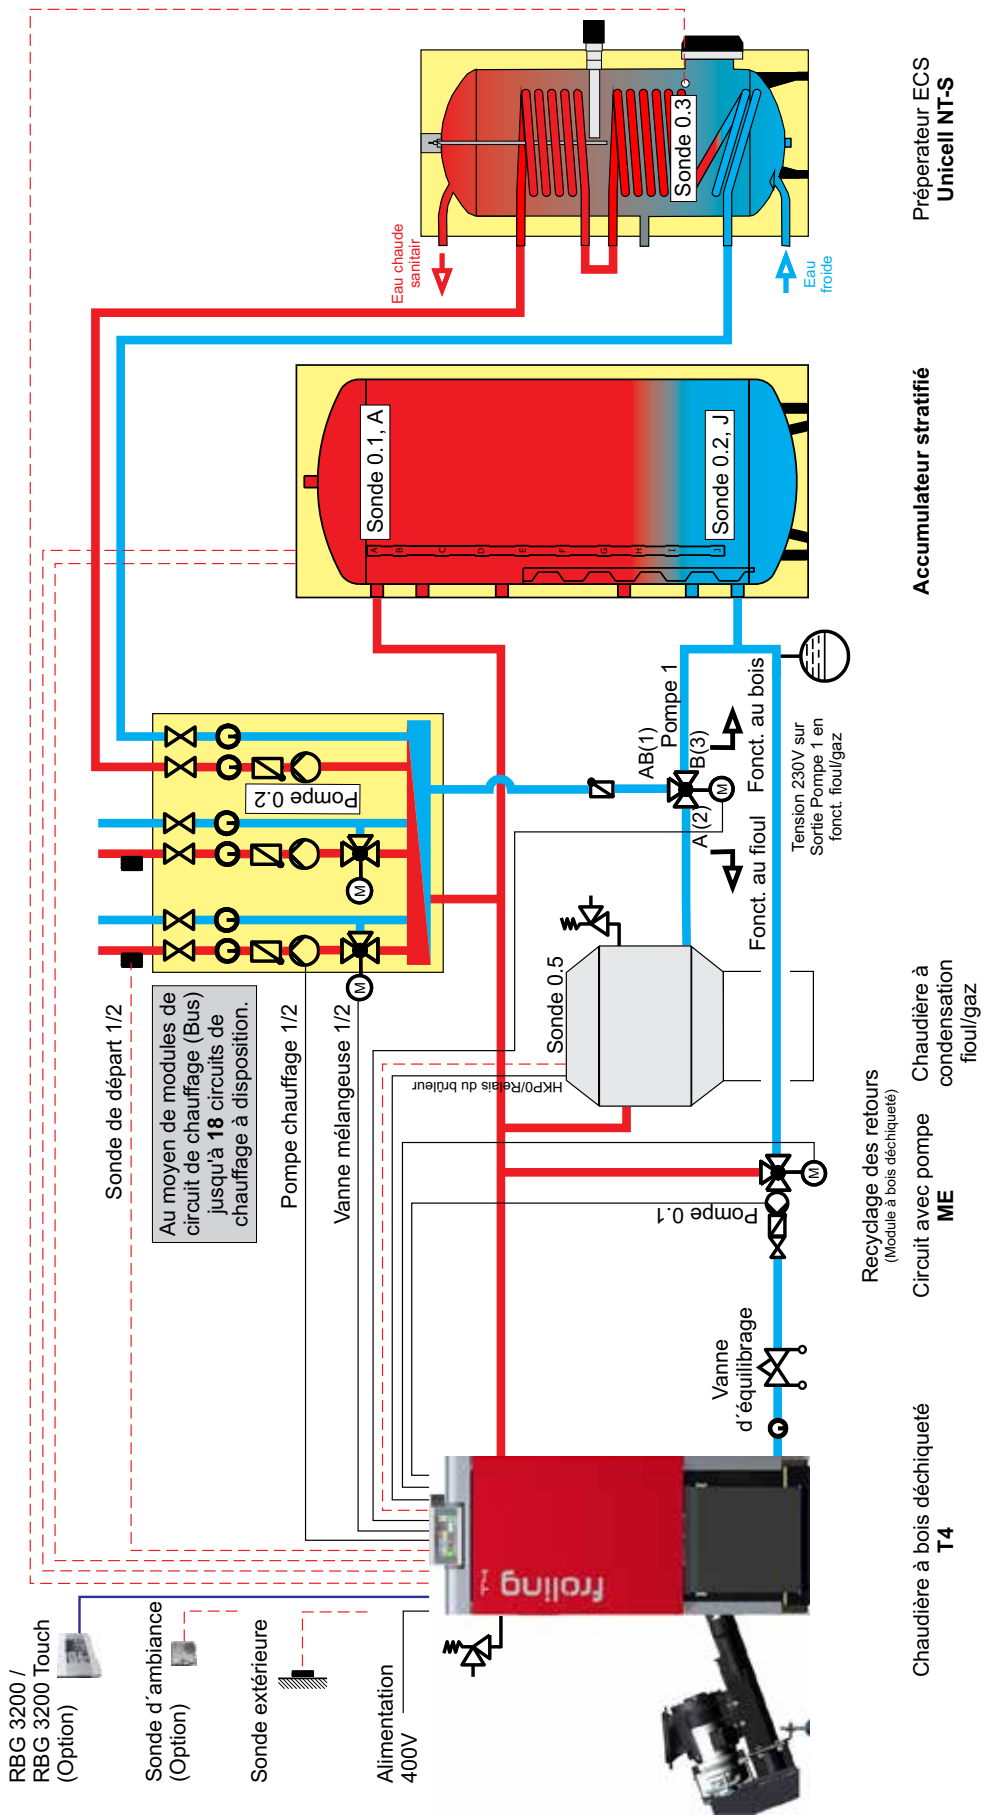 RBG 3200 /
RBG 3200 Touch
(Option)
Sonde d´ambiance
(Option)
Sonde extérieure
Alimentation
400V
Sonde de départ 1/2
Au moyen de modules de
circuit de chauffage (Bus)
jusqu'à 18 circuits de
chauffage à disposition.
Pompe chauffage 1/2
Vanne mélangeuse 1/2
HKP0/Relais du brûleur
Pompe 0.2
M
M
Sonde 0.5
Eau chaude
sanitair
Eau
froide
Sonde 0.3
Sonde 0.1, A
Sonde 0.2, J
A
B
C
D
E
F
G
H
I
J
AB(1)
Pompe 1
B(3)
A (2)
M
Fonct. au fioul
Fonct. au bois
Tension 230V sur
Sortie Pompe 1 en
fonct. fioul/gaz
Pompe 0.1
M
Vanne
d´équilibrage
froling
Recyclage des retours
(Module à bois déchiqueté)
Chaudière à bois déchiqueté
T4
Circuit avec pompe
ME
Chaudière à
condensation
fioul/gaz
Accumulateur stratifié
Préperateur ECS
Unicell NT-S